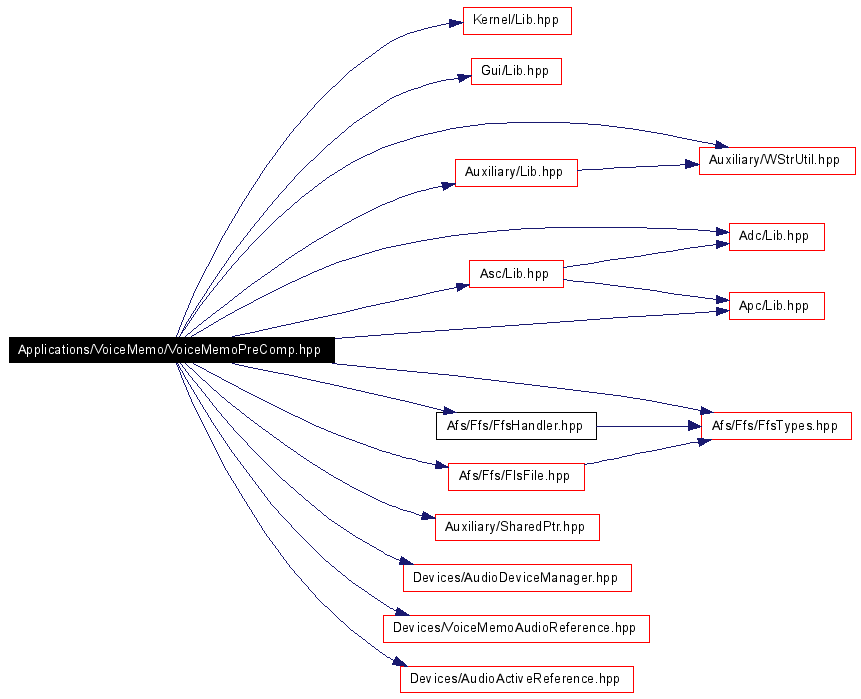 Kernel/Lib.hpp
Gui/Lib.hpp
Auxiliary/WStrUtil.hpp
Auxiliary/Lib.hpp
Adc/Lib.hpp
Asc/Lib.hpp
Apc/Lib.hpp
Applications/VoiceMemo/VoiceMemoPreComp.hpp
Afs/Ffs/FfsHandler.hpp
Afs/Ffs/FfsTypes.hpp
Afs/Ffs/FlsFile.hpp
Auxiliary/SharedPtr.hpp
Devices/AudioDeviceManager.hpp
Devices/VoiceMemoAudioReference.hpp
Devices/AudioActiveReference.hpp